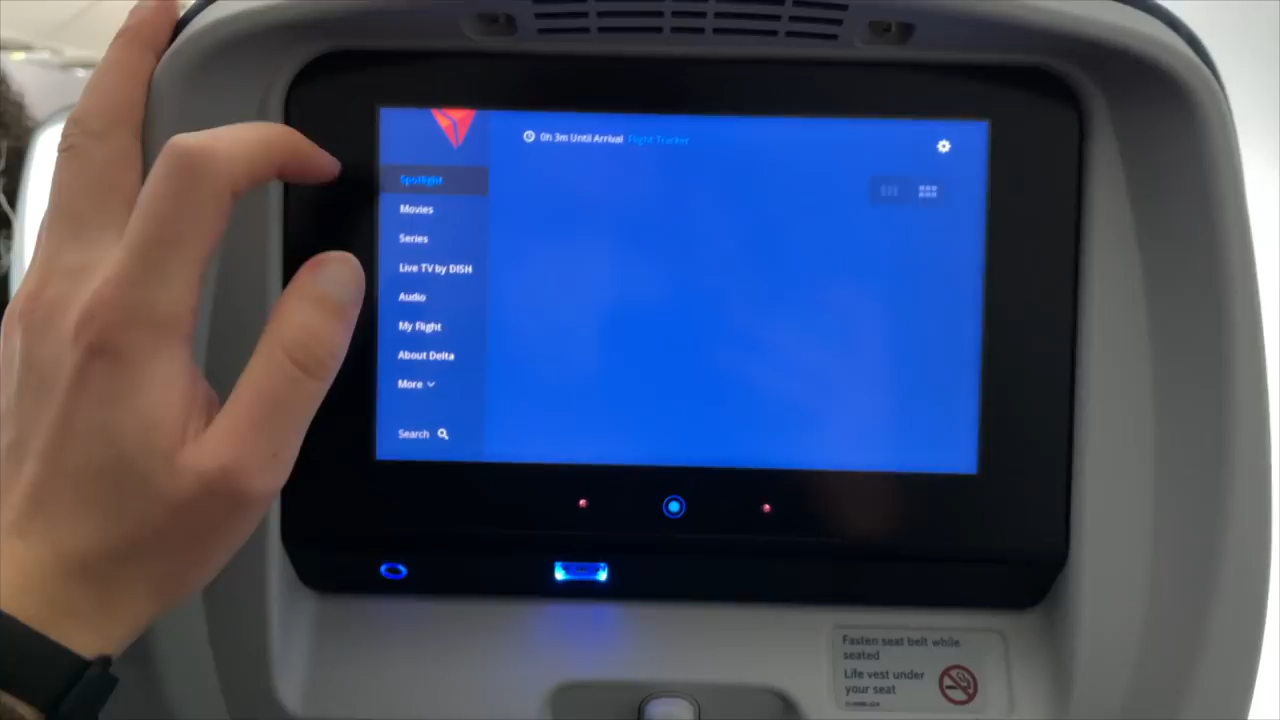 0h 3m Until Arrival Flight Tracker
Spotlight
Movies
Series
Live TV by DISH
Audio
My Flight
About Delta
More
Search
Fasten seat belt while
seated
Life vest under
your seat